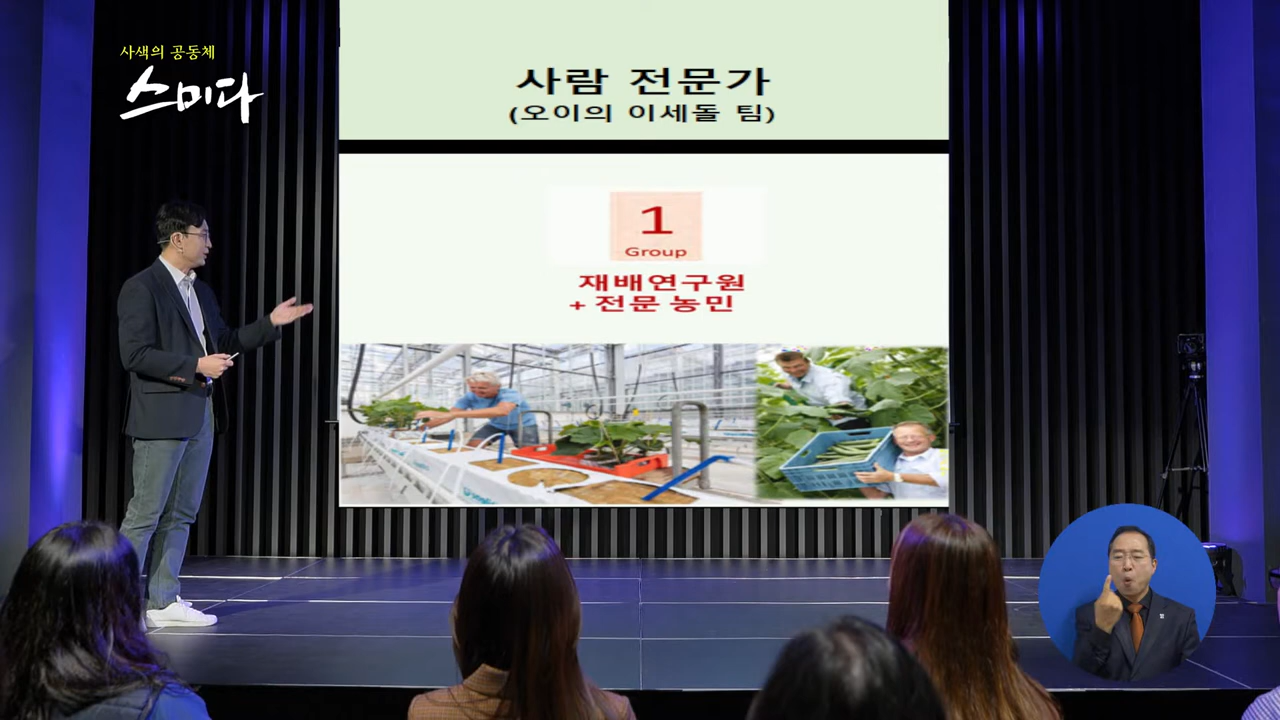 사색의 공동체
스미다
사람 전문가
(오이의 이세돌 팀)
1
Group
재배연구원
+ 전문 농민